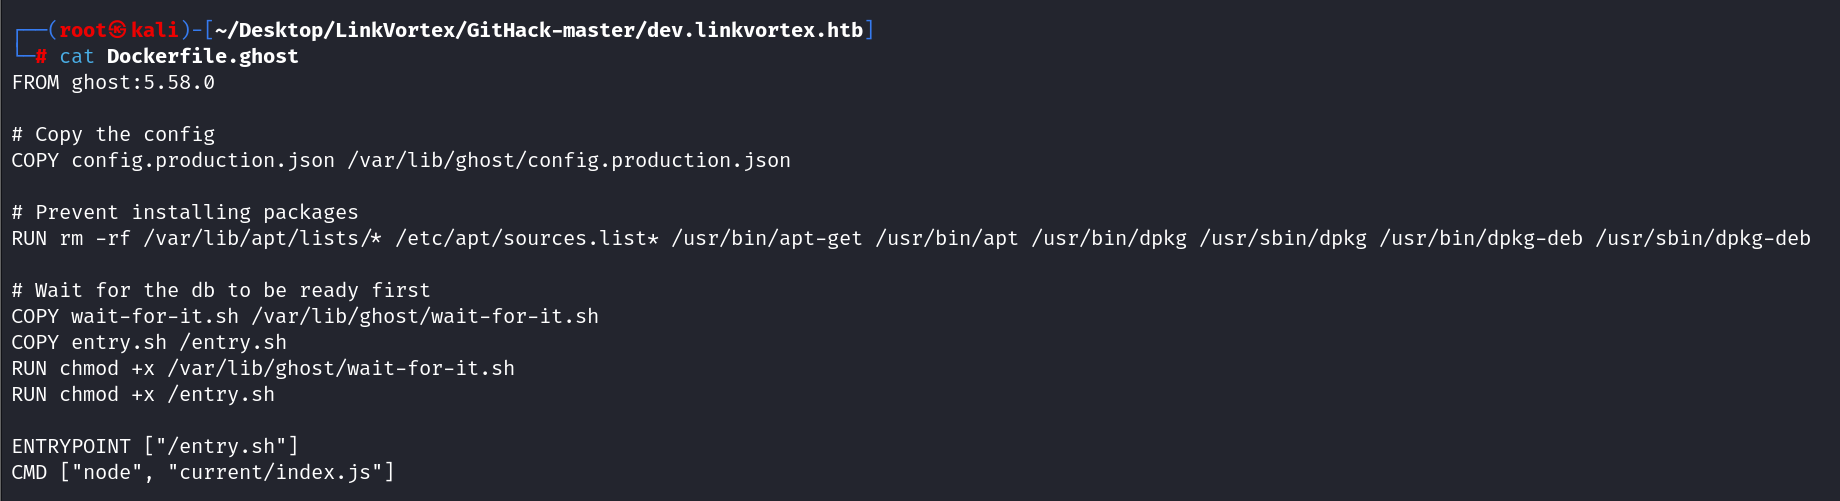 ┌──(root㉿kali)-[~/Desktop/LinkVortex/GitHack-master/dev.linkvortex.htb]
└─# cat Dockerfile.ghost
FROM ghost:5.58.0
# Copy the config
COPY config.production.json /var/lib/ghost/config.production.json
# Prevent installing packages
RUN rm -rf /var/lib/apt/lists/* /etc/apt/sources.list* /usr/bin/apt-get /usr/bin/apt /usr/bin/dpkg /usr/sbin/dpkg /usr/bin/dpkg-deb /usr/sbin/dpkg-deb
# Wait for the db to be ready first
COPY wait-for-it.sh /var/lib/ghost/wait-for-it.sh
COPY entry.sh /entry.sh
RUN chmod +x /var/lib/ghost/wait-for-it.sh
RUN chmod +x /entry.sh
ENTRYPOINT ["/entry.sh"]
CMD ["node", "current/index.js"]